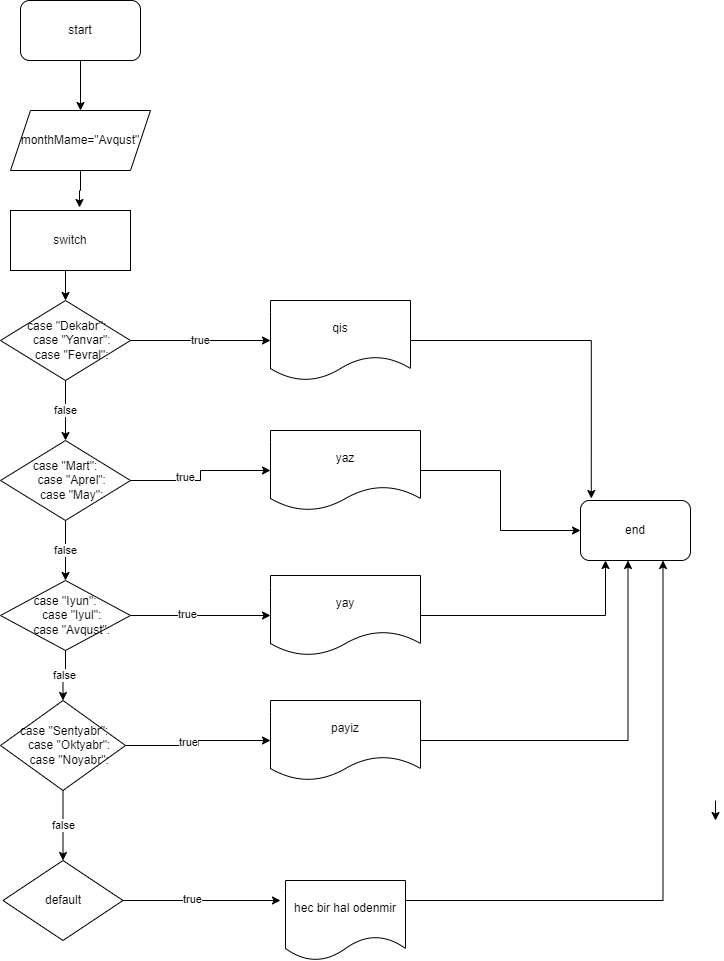 start
monthMame="Avqust"
switch
case "Dekabr":
case "Yanvar":
case "Fevral":
true
qis
false
case "Mart":
case "Aprel":
case "May":
true
yaz
end
false
case "Iyun":
case "Iyul":
case "Avqust":
true
yay
false
case "Sentyabr":
case "Oktyabr":
case "Noyabr":
true
payiz
false
default
true
hec bir hal odenmir